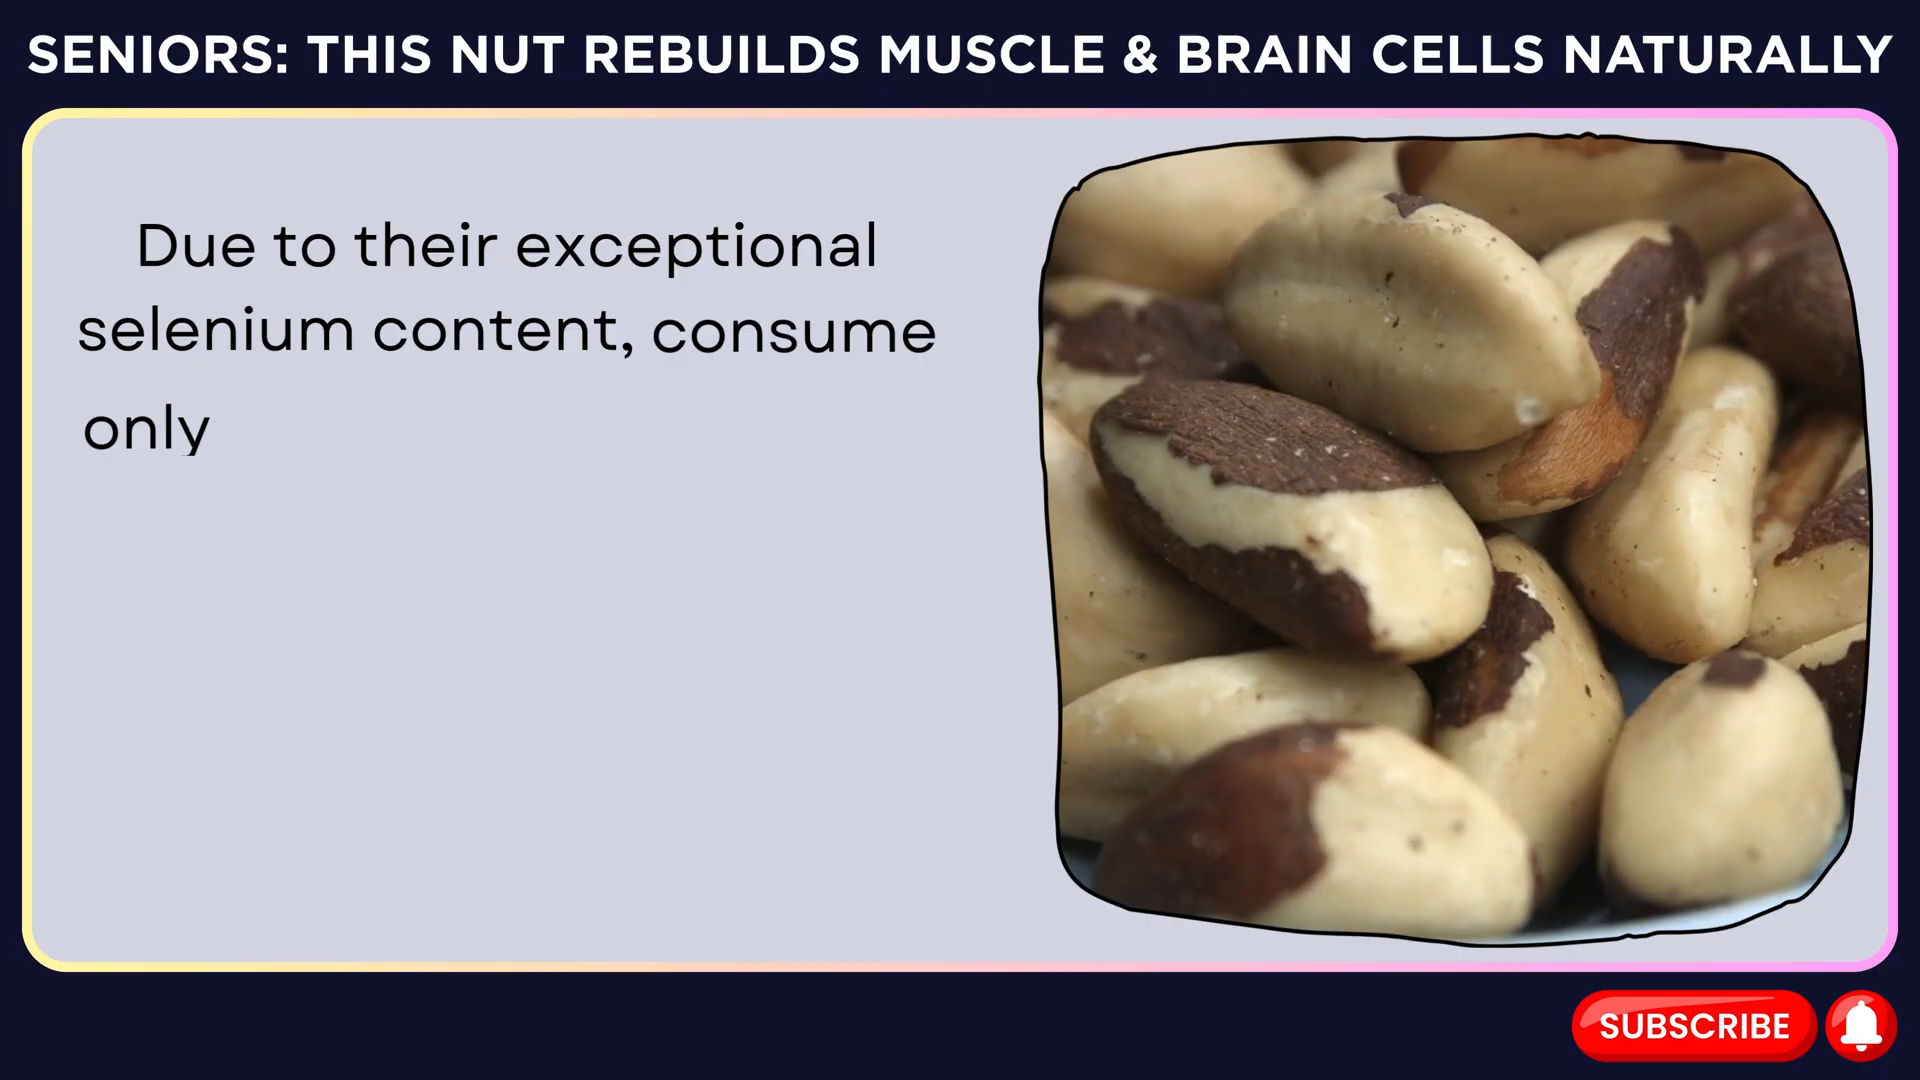 SENIORS: THIS NUT REBUILDS MUSCLE & BRAIN CELLS NATURALLY
Due to their exceptional
selenium content, consume
only
SUBSCRIBE